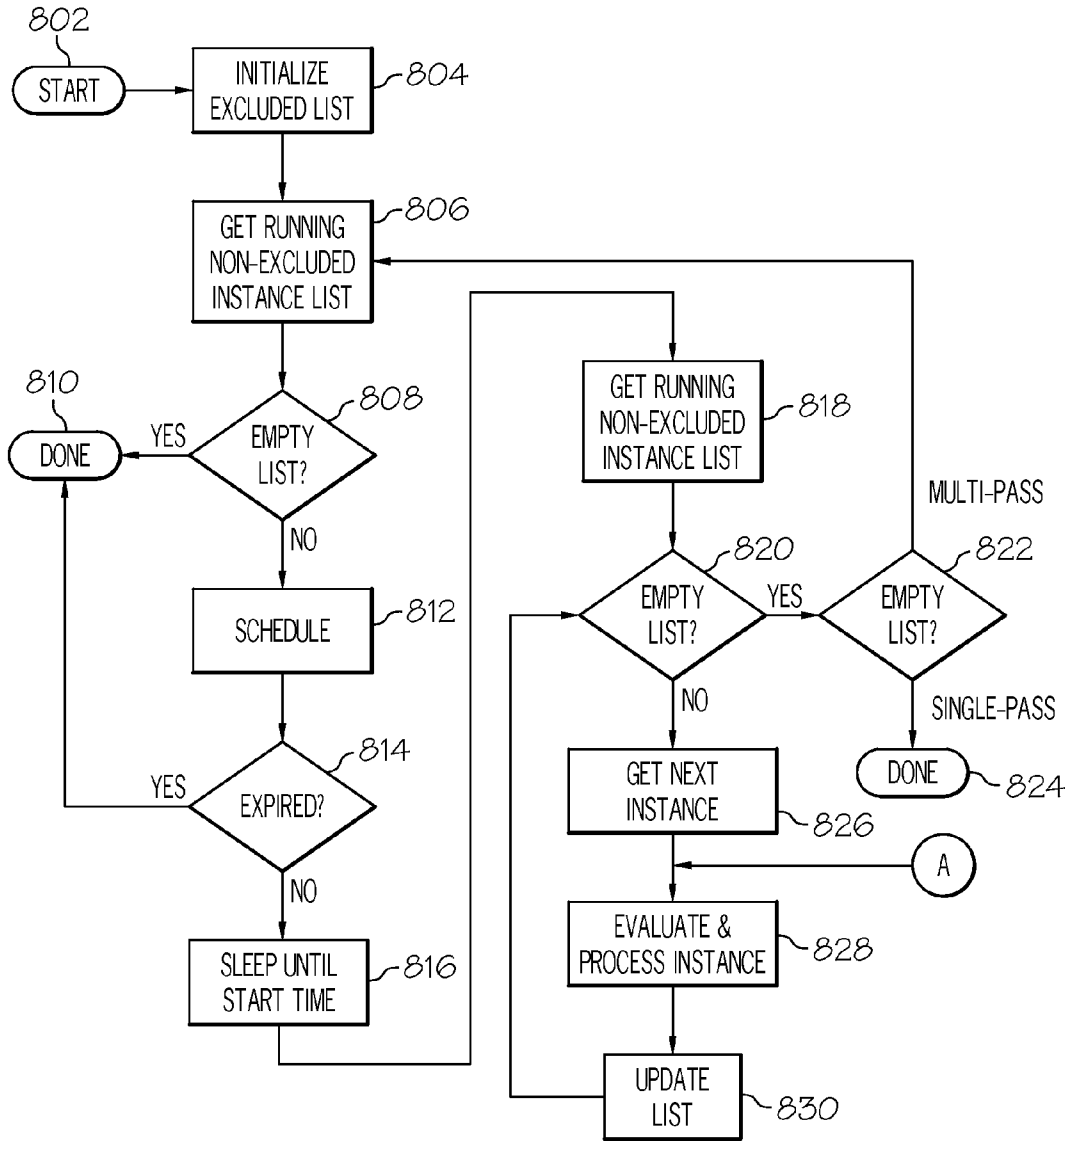 802
START
INITIALIZE
EXCLUDED LIST
804
GET RUNNING
NON-EXCLUDED
INSTANCE LIST
806
810
DONE
YES
EMPTY
LIST?
808
NO
SCHEDULE
812
YES
EXPIRED?
814
NO
SLEEP UNTIL
START TIME
816
GET RUNNING
NON-EXCLUDED
INSTANCE LIST
818
MULTI-PASS
EMPTY
LIST?
820
YES
EMPTY
LIST?
822
NO
SINGLE-PASS
GET NEXT
INSTANCE
826
DONE
824
A
EVALUATE &
PROCESS INSTANCE
828
UPDATE
LIST
830